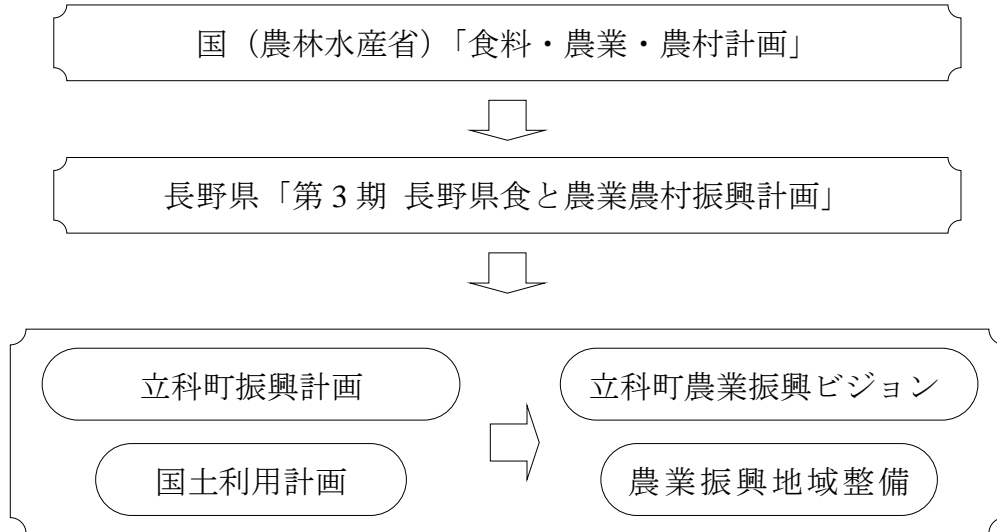 国（農林水産省）「食料・農業・農村計画」
長野県「第3期 長野県食と農業農村振興計画」
立科町振興計画
立科町農業振興ビジョン
国土利用計画
農業振興地域整備